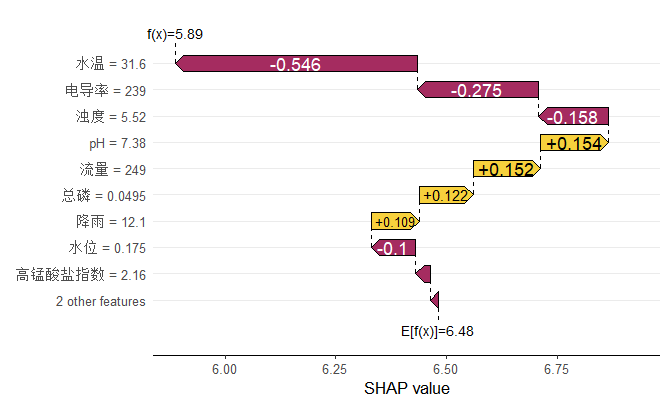 f(x)=5.89
水温 = 31.6
-0.546
电导率 = 239
-0.275
浊度 = 5.52
-0.158
pH = 7.38
+0.154
流量 = 249
+0.152
总磷 = 0.0495
+0.122
降雨 = 12.1
+0.109
水位 = 0.175
-0.1
高锰酸盐指数 = 2.16
2 other features
E[f(x)]=6.48
6.00 6.25 6.50 6.75
SHAP value